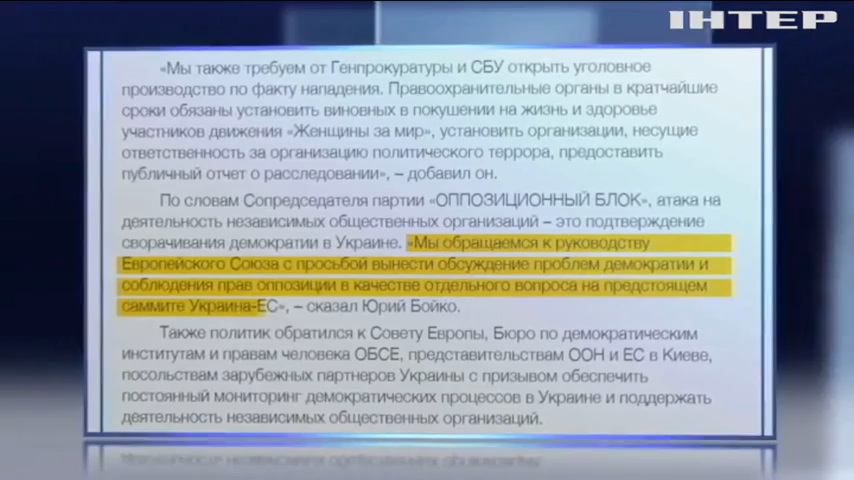 ІНТЕР
«Мы также требуем от Генпрокуратуры и СБУ открыть уголовное
производство по факту нападения. Правоохранительные органы в кратчайшие
сроки обязаны установить виновных в покушении на жизнь и здоровье
участников движения «Женщины за мир», установить организации, несущие
ответственность за организацию политического террора, предоставить
публичный отчет о расследовании», – добавил он.
По словам Сопредседателя партии «ОППОЗИЦИОННЫЙ БЛОК», атака на
деятельность независимых общественных организаций – это подтверждение
сворачивания демократии в Украине. «Мы обращаемся к руководству
Европейского Союза с просьбой вынести обсуждение проблем демократии и
соблюдения прав оппозиции в качестве отдельного вопроса на предстоящем
саммите Украина-ЕС», – сказал Юрий Бойко.
Также политик обратился к Совету Европы, Бюро по демократическим
институтам и правам человека ОБСЕ, представительствам ООН и ЕС в Киеве,
посольствам зарубежных партнеров Украины с призывом обеспечить
постоянный мониторинг демократических процессов в Украине и поддержать
деятельность независимых общественных организаций.